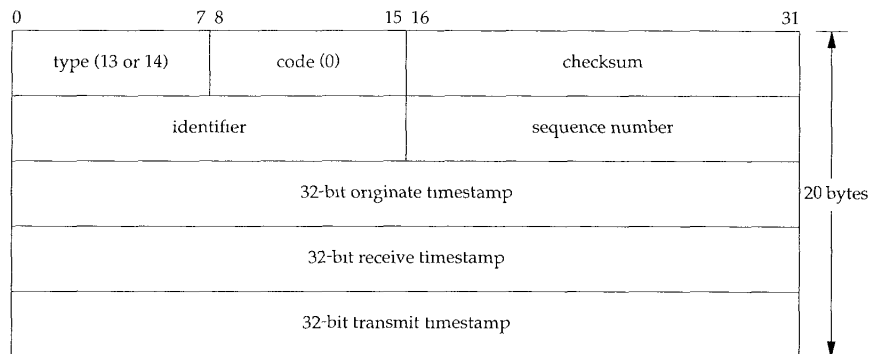 0 7 8 15 16 31
type (13 or 14) code (0) checksum
identifier sequence number
32-bit originate timestamp
20 bytes
32-bit receive timestamp
32-bit transmit timestamp